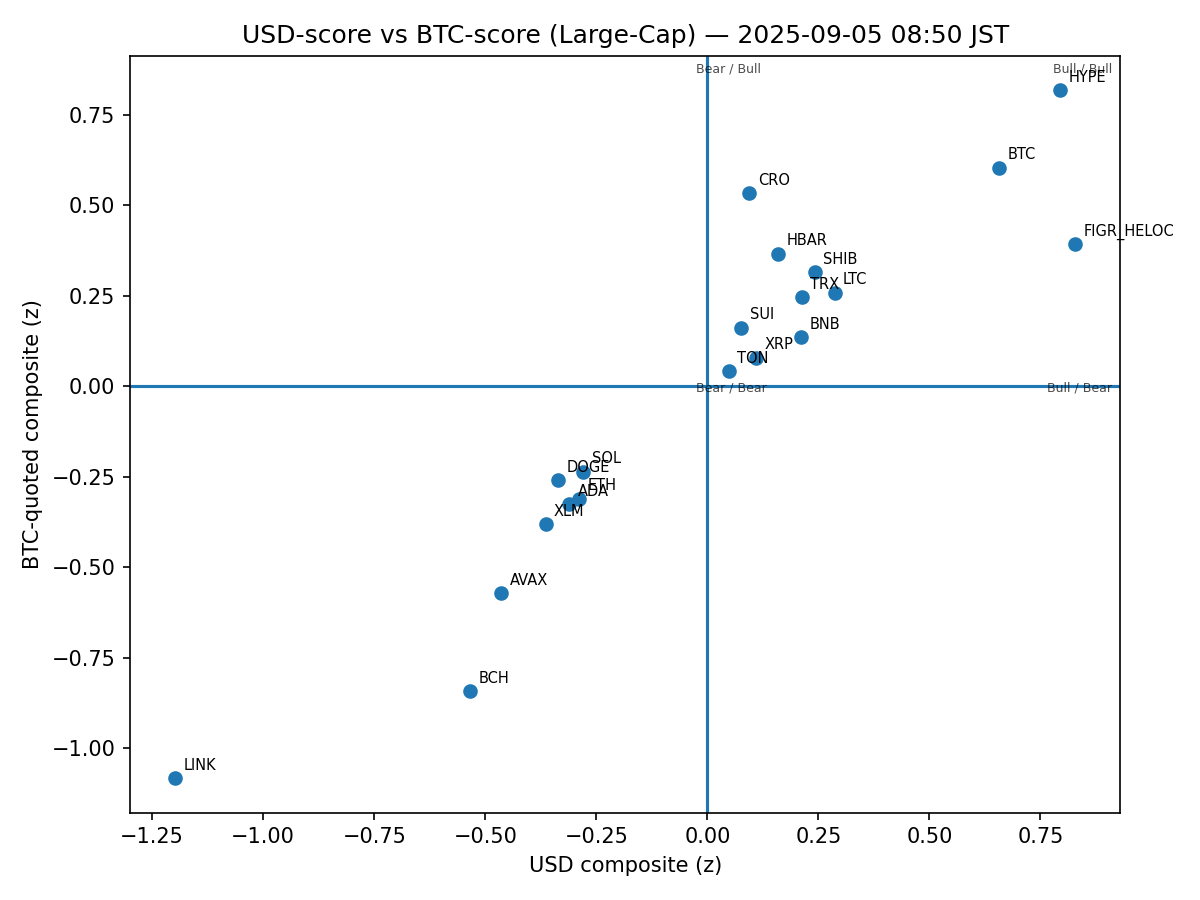 USD-score vs BTC-score (Large-Cap) — 2025-09-05 08:50 JST
Bear / Bull
Bull / Bull
HYPE
BTC
CRO
FIGR_HELOC
HBAR
SHIB
LTC
TRX
SUI
BNB
XRP
TON
Bear / Bear
Bull / Bear
SOL
DOGE
ETH
ADA
XLM
AVAX
BCH
LINK
0.75
0.50
0.25
0.00
−0.25
−0.50
−0.75
−1.00
BTC-quoted composite (z)
−1.25
−1.00
−0.75
−0.50
−0.25
0.00
0.25
0.50
0.75
USD composite (z)